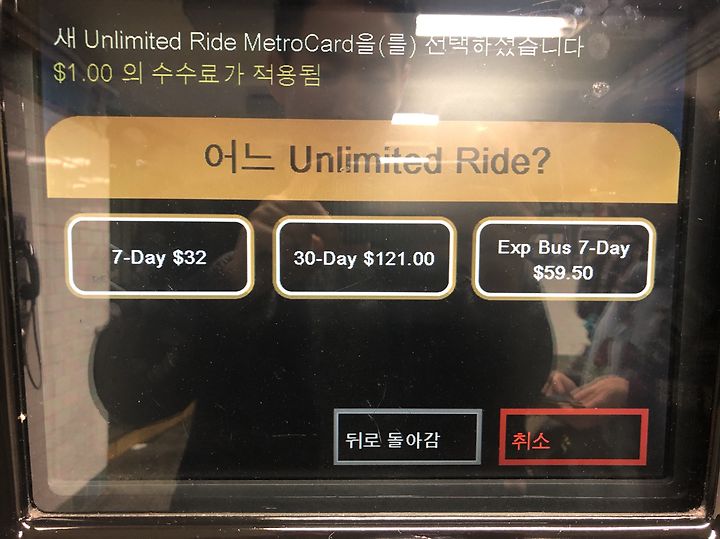 새 Unlimited Ride MetroCard을(를) 선택하셨습니다
$1.00 의 수수료가 적용됨
어느 Unlimited Ride?
7-Day $32
30-Day $121.00
Exp Bus 7-Day
$59.50
뒤로 돌아감
취소